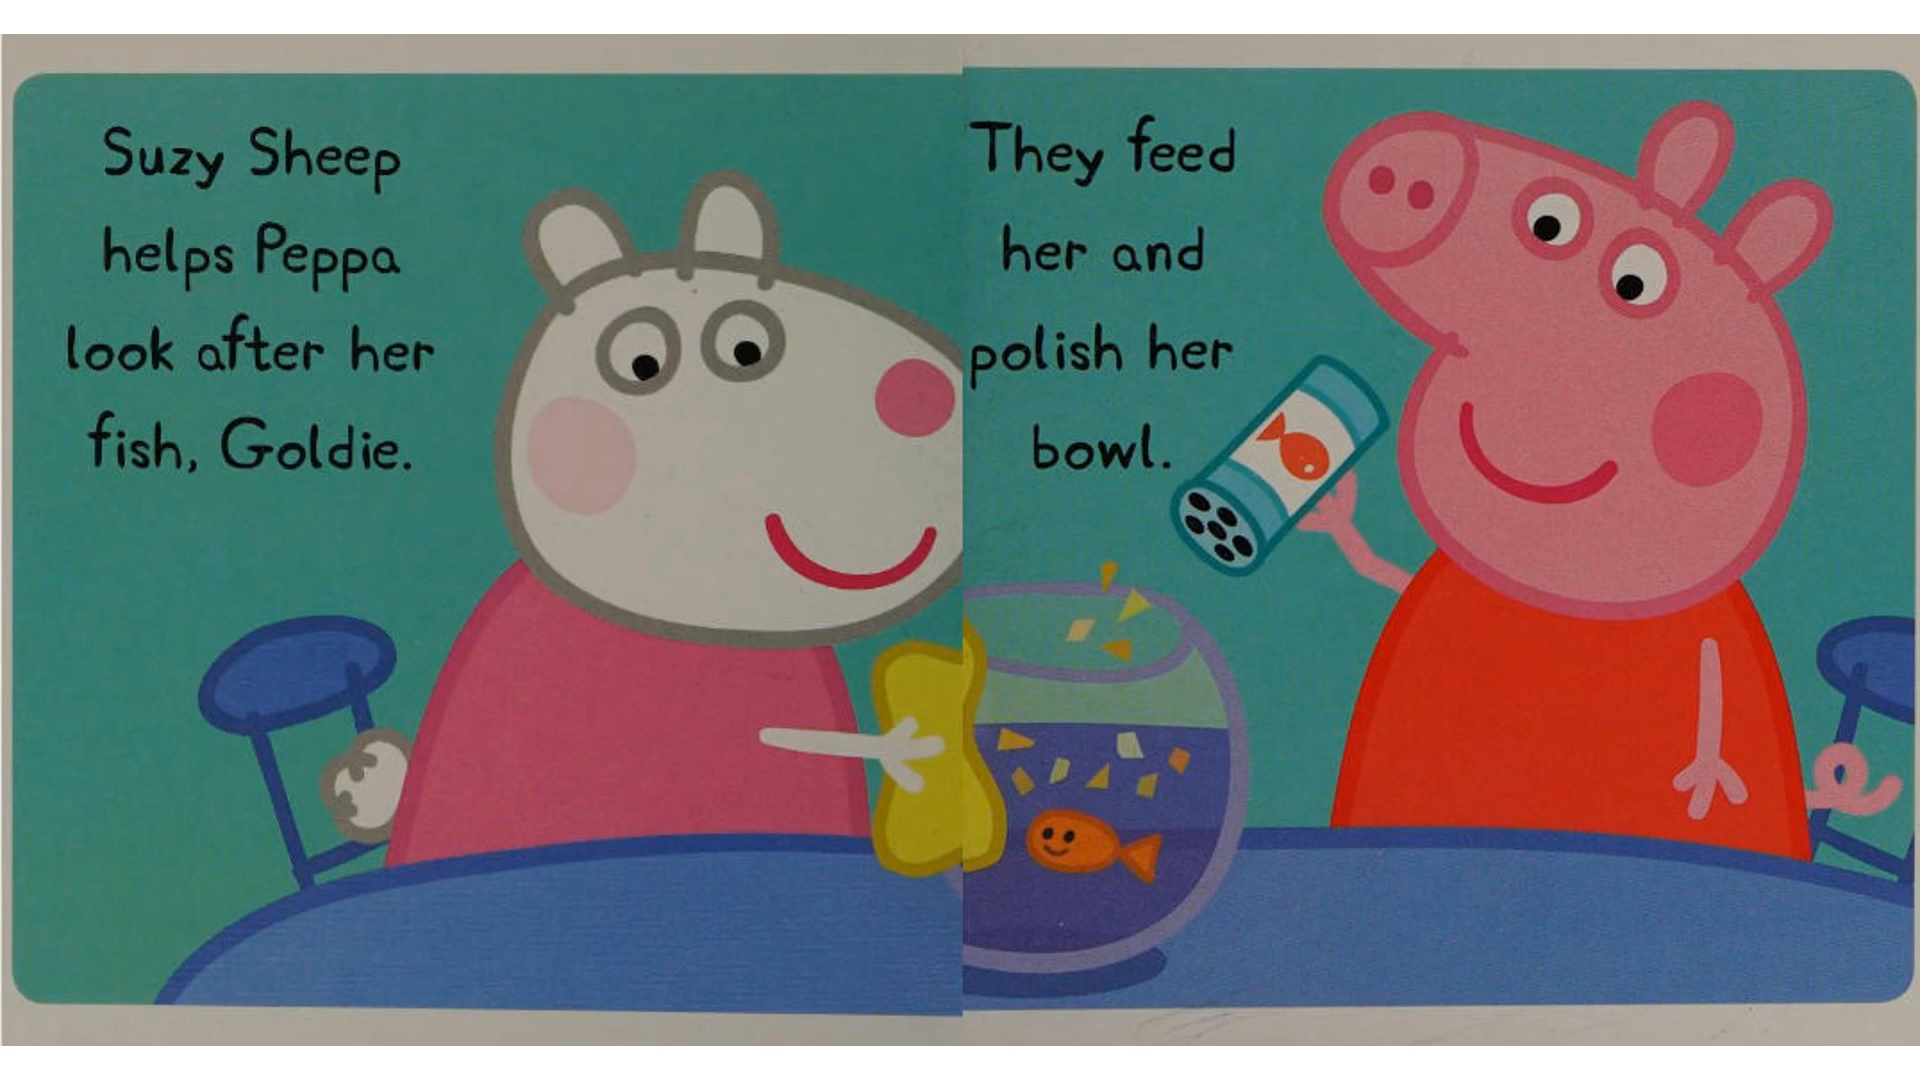 Suzy Sheep
helps Peppa
look after her
fish, Goldie.
They feed
her and
polish her
bowl.